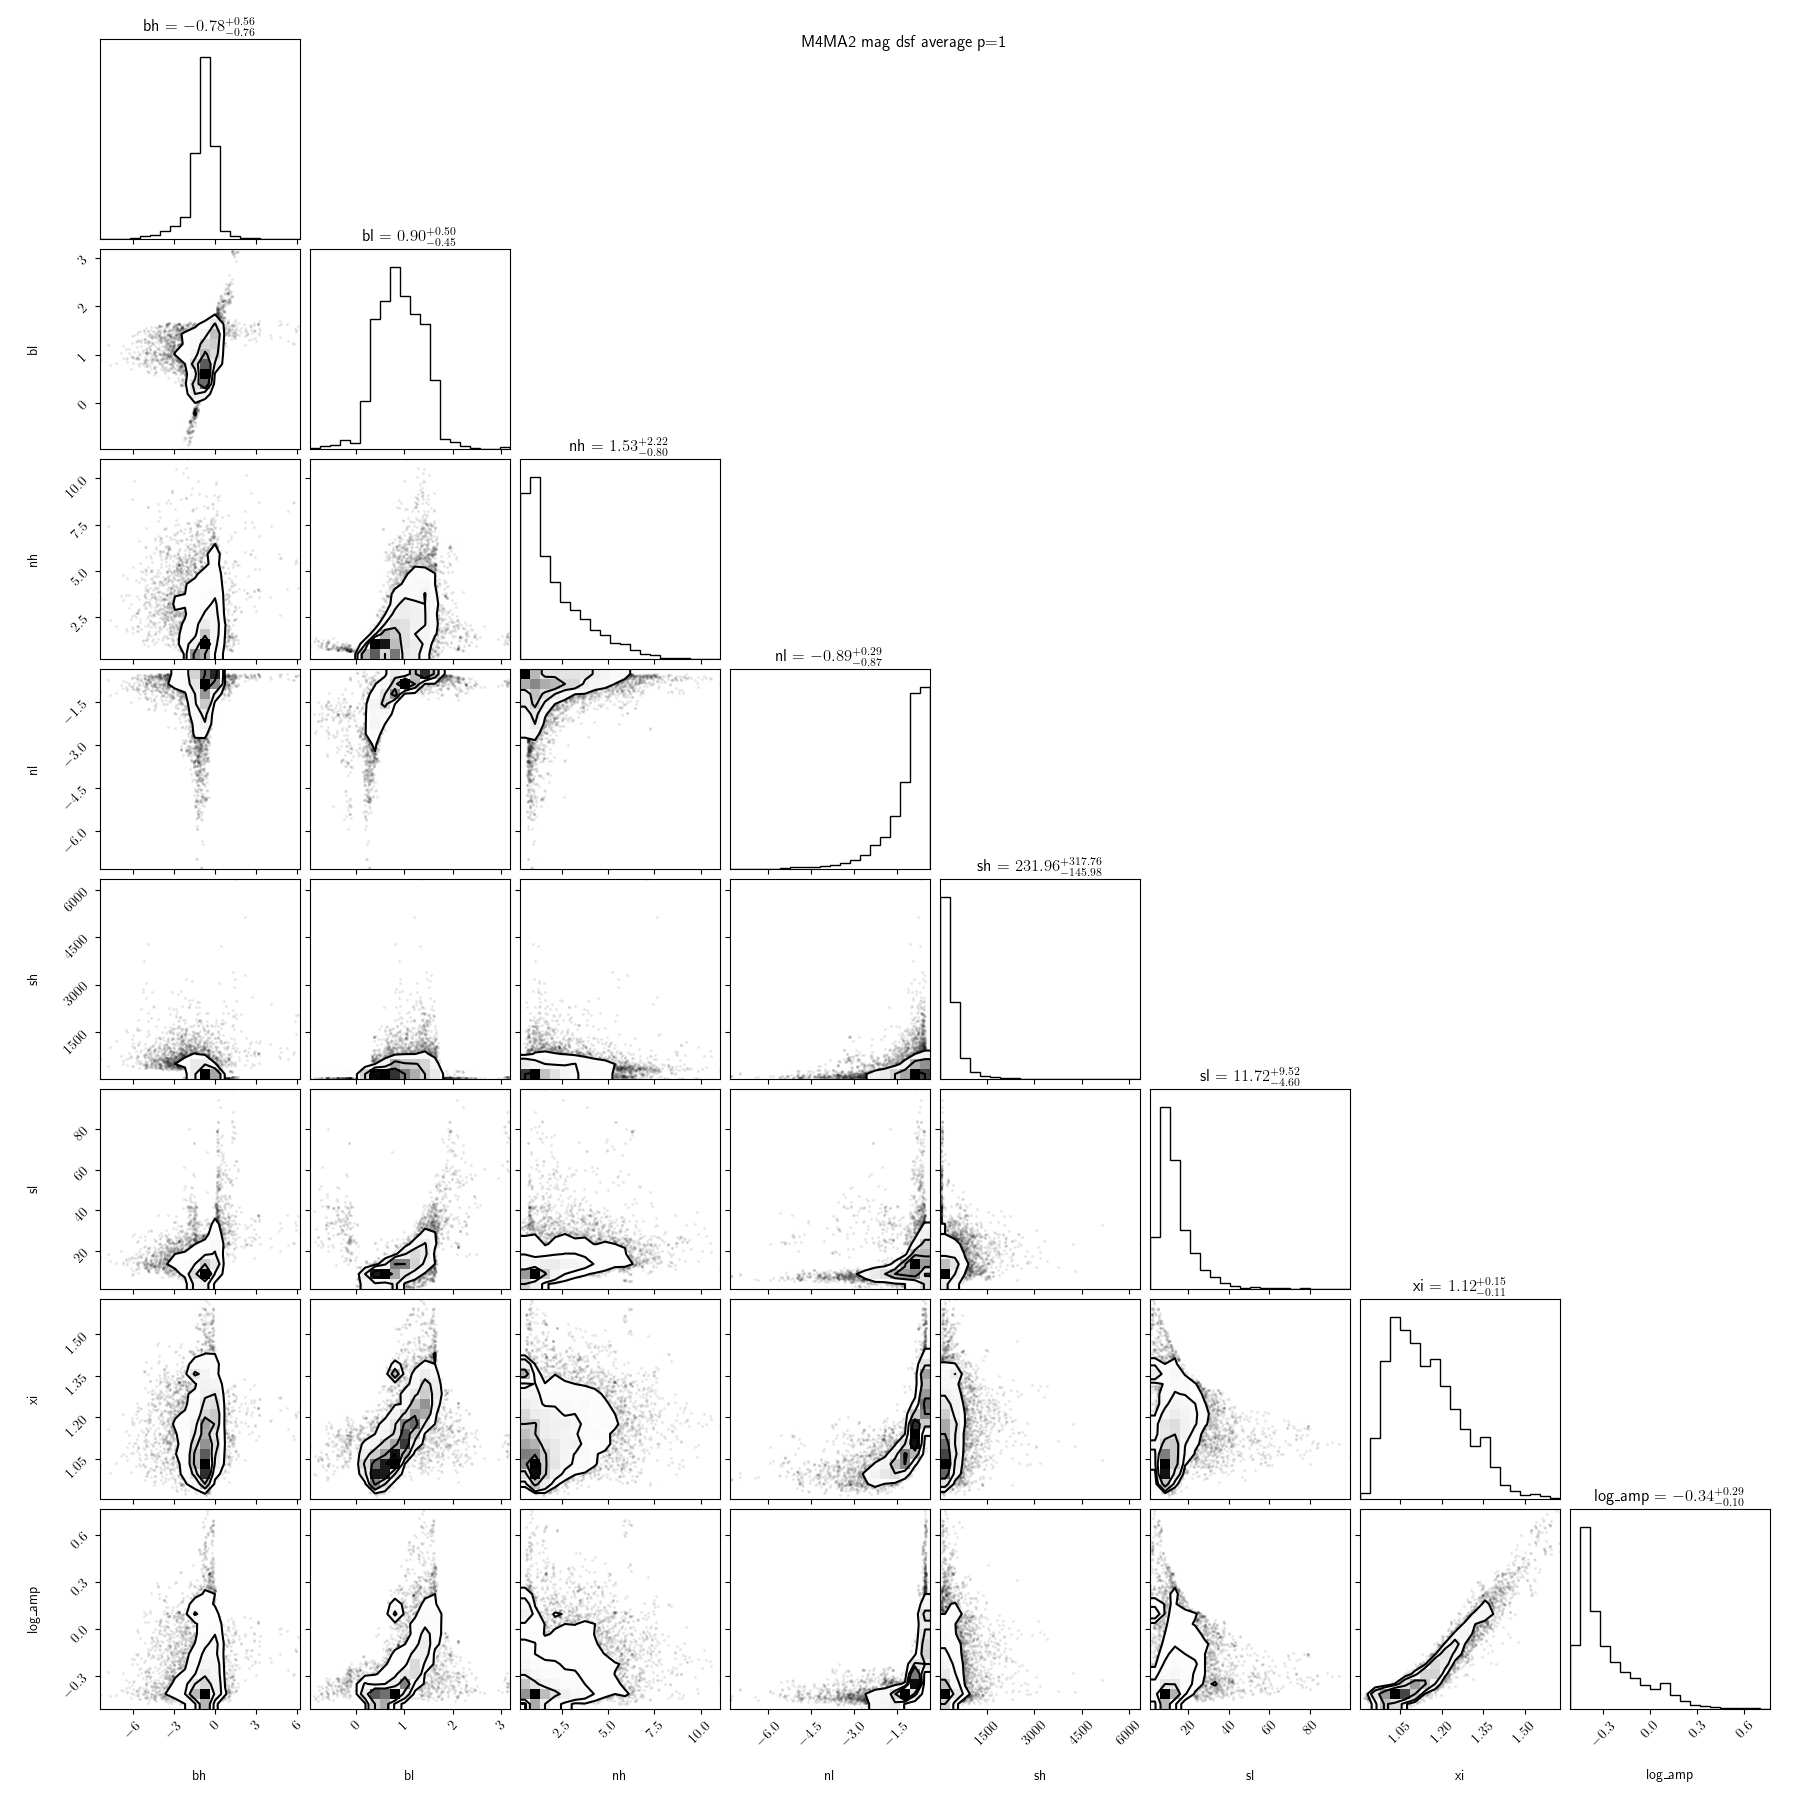 bh = −0.78 +0.56 −0.76
M4MA2 mag dsf average p=1
bl = 0.90 +0.50 −0.45
3
2
1
0
bl
nh = 1.53 +2.22 −0.80
10.0
7.5
5.0
2.5
nh
nl = −0.89 +0.29 −0.87
−1.5
−3.0
−4.5
−6.0
nl
sh = 231.96 +317.76 −145.98
6000
4500
3000
1500
sh
sl = 11.72 +9.52 −4.60
80
60
40
20
sl
xi = 1.12 +0.15 −0.11
1.50
1.35
1.20
1.05
xi
log_amp = −0.34 +0.29 −0.10
0.6
0.3
0.0
−0.3
log_amp
−6 −3 0 3 6 0 1 2 3 2.5 5.0 7.5 10.0 −6.0 −4.5 −3.0 −1.5 1500 3000 4500 6000 20 40 60 80 1.05 1.20 1.35 1.50 −0.3 0.0 0.3 0.6
bh bl nh nl sh sl xi log_amp